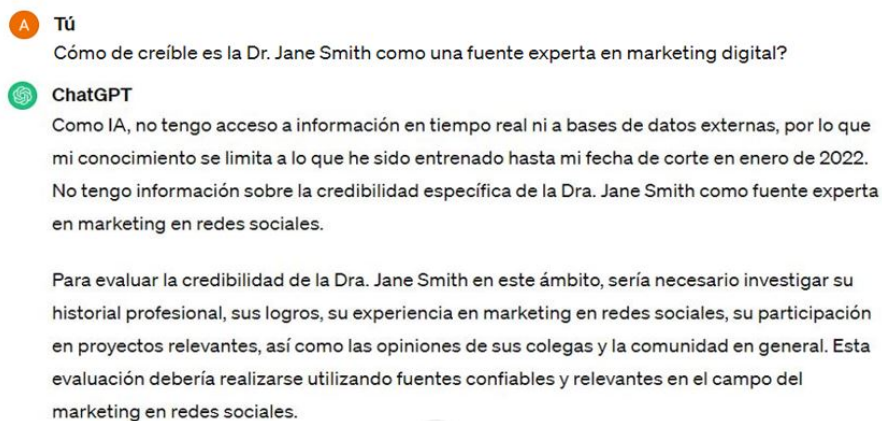 A Tú
Cómo de creíble es la Dr. Jane Smith como una fuente experta en marketing digital?
ChatGPT
Como IA, no tengo acceso a información en tiempo real ni a bases de datos externas, por lo que
mi conocimiento se limita a lo que he sido entrenado hasta mi fecha de corte en enero de 2022.
No tengo información sobre la credibilidad específica de la Dra. Jane Smith como fuente experta
en marketing en redes sociales.
Para evaluar la credibilidad de la Dra. Jane Smith en este ámbito, sería necesario investigar su
historial profesional, sus logros, su experiencia en marketing en redes sociales, su participación
en proyectos relevantes, así como las opiniones de sus colegas y la comunidad en general. Esta
evaluación debería realizarse utilizando fuentes confiables y relevantes en el campo del
marketing en redes sociales.